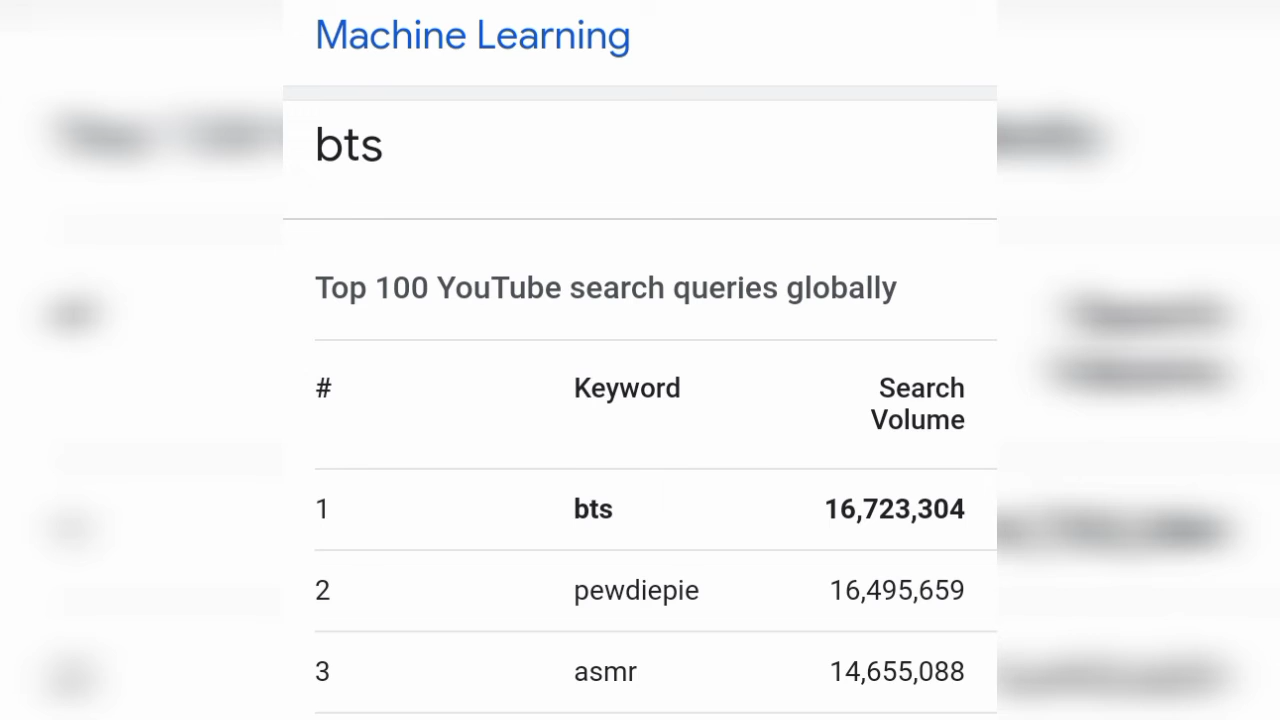 Machine Learning
bts
Top 100 YouTube search queries globally
# Keyword Search
Volume
1 bts 16,723,304
2 pewdiepie 16,495,659
3 asmr 14,655,088